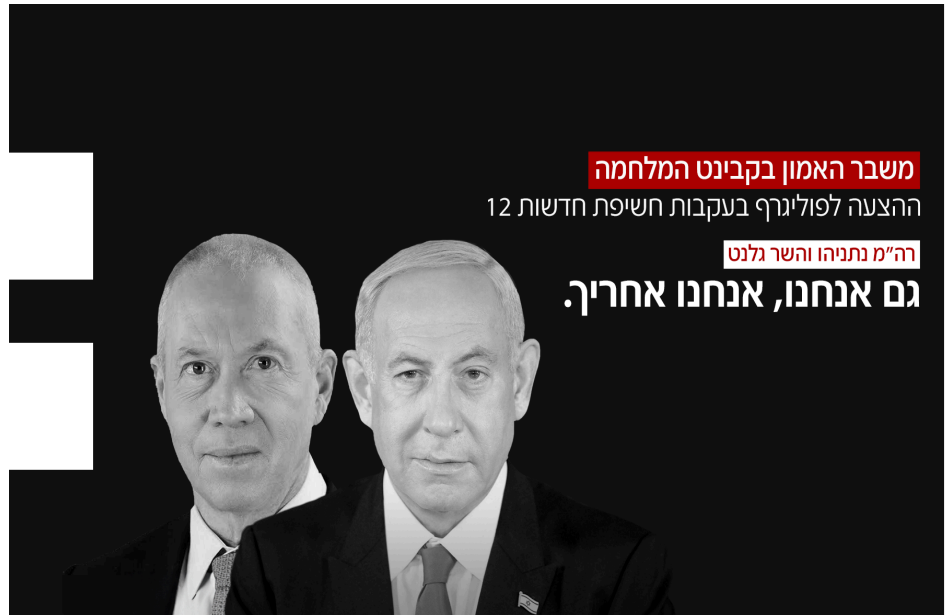 משבר האמון בקבינט המלחמה
ההצעה לפוליגרף בעקבות חשיפת חדשות 12
רה"מ נתניהו והשר גלנט
גם אנחנו, אנחנו אחריך.